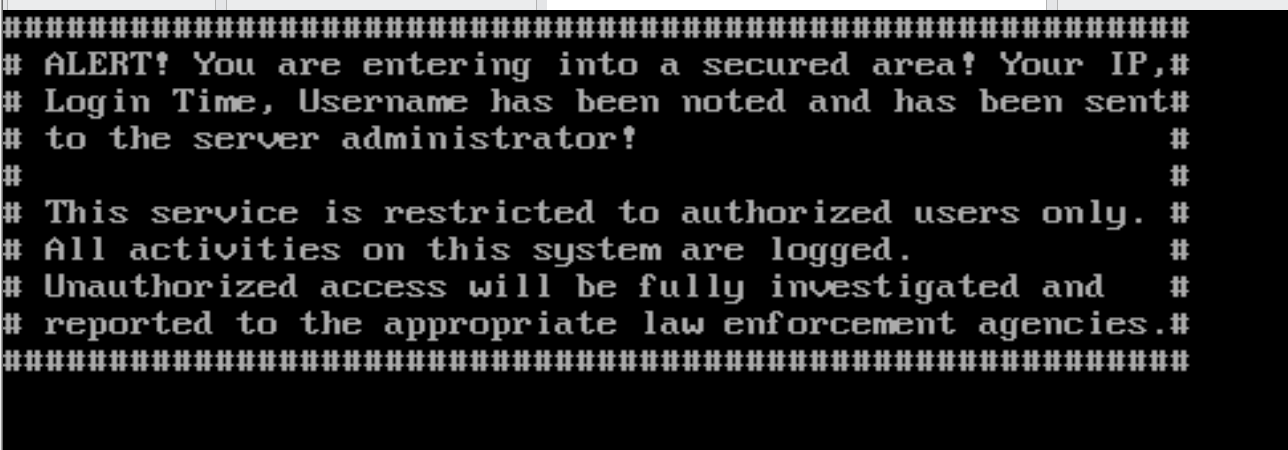 ########################################################
# ALERT! You are entering into a secured area! Your IP,#
# Login Time, Username has been noted and has been sent#
# to the server administrator!                         #
#                                                      #
# This service is restricted to authorized users only. #
# All activities on this system are logged.            #
# Unauthorized access will be fully investigated and   #
# reported to the appropriate law enforcement agencies.#
########################################################